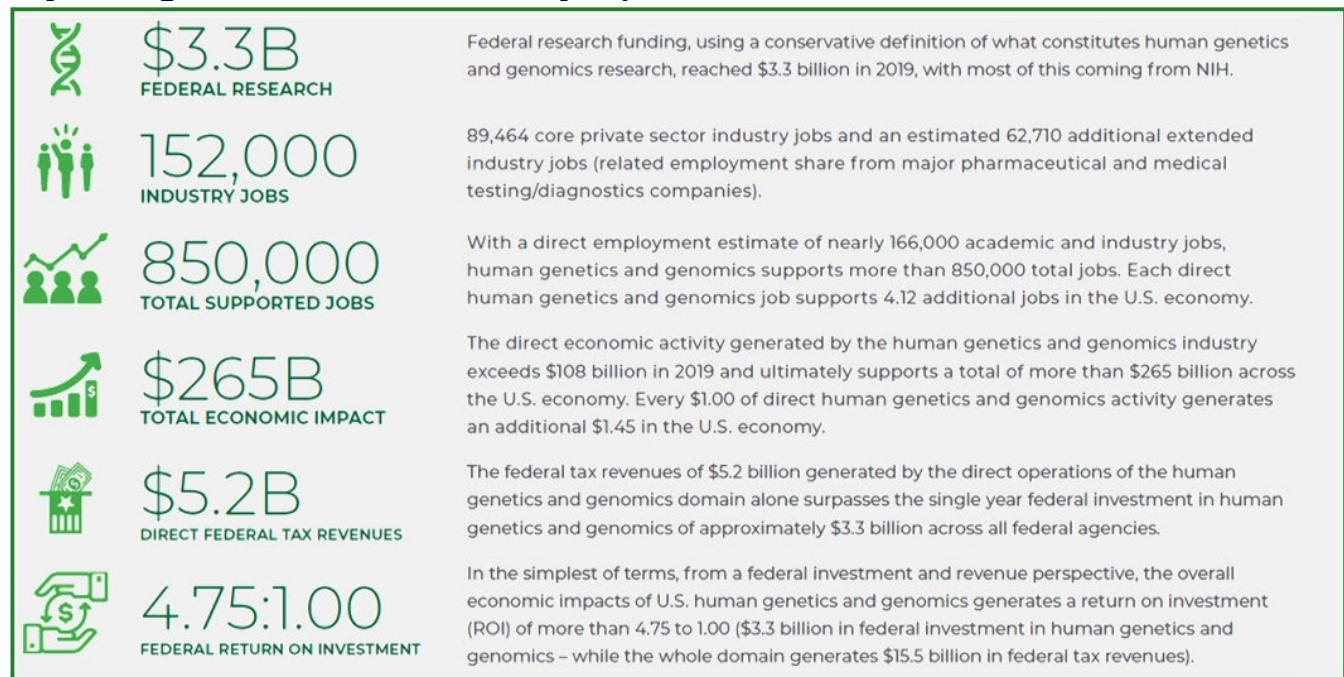 $3.3B
FEDERAL RESEARCH
Federal research funding, using a conservative definition of what constitutes human genetics
and genomics research, reached $3.3 billion in 2019, with most of this coming from NIH.
152,000
INDUSTRY JOBS
89,464 core private sector industry jobs and an estimated 62,710 additional extended
industry jobs (related employment share from major pharmaceutical and medical
testing/diagnostics companies).
850,000
TOTAL SUPPORTED JOBS
With a direct employment estimate of nearly 166,000 academic and industry jobs,
human genetics and genomics supports more than 850,000 total jobs. Each direct
human genetics and genomics job supports 4.12 additional jobs in the U.S. economy.
$265B
TOTAL ECONOMIC IMPACT
The direct economic activity generated by the human genetics and genomics industry
exceeds $108 billion in 2019 and ultimately supports a total of more than $265 billion across
the U.S. economy. Every $1.00 of direct human genetics and genomics activity generates
an additional $1.45 in the U.S. economy.
$5.2B
DIRECT FEDERAL TAX REVENUES
The federal tax revenues of $5.2 billion generated by the direct operations of the human
genetics and genomics domain alone surpasses the single year federal investment in human
genetics and genomics of approximately $3.3 billion across all federal agencies.
4.75:1.00
FEDERAL RETURN ON INVESTMENT
In the simplest of terms, from a federal investment and revenue perspective, the overall
economic impacts of U.S. human genetics and genomics generates a return on investment
(ROI) of more than 4.75 to 1.00 ($3.3 billion in federal investment in human genetics and
genomics – while the whole domain generates $15.5 billion in federal tax revenues).